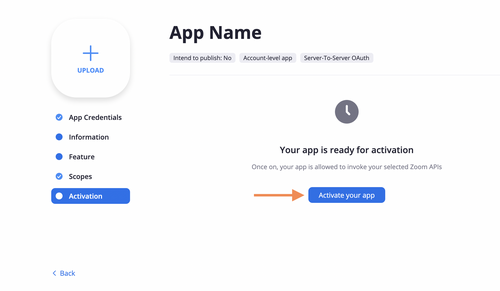 App Name
Intend to publish: No
Account-level app
Server-To-Server OAuth
UPLOAD
App Credentials
Information
Feature
Scopes
Activation
Your app is ready for activation
Once on, your app is allowed to invoke your selected Zoom APIs
Activate your app
Back